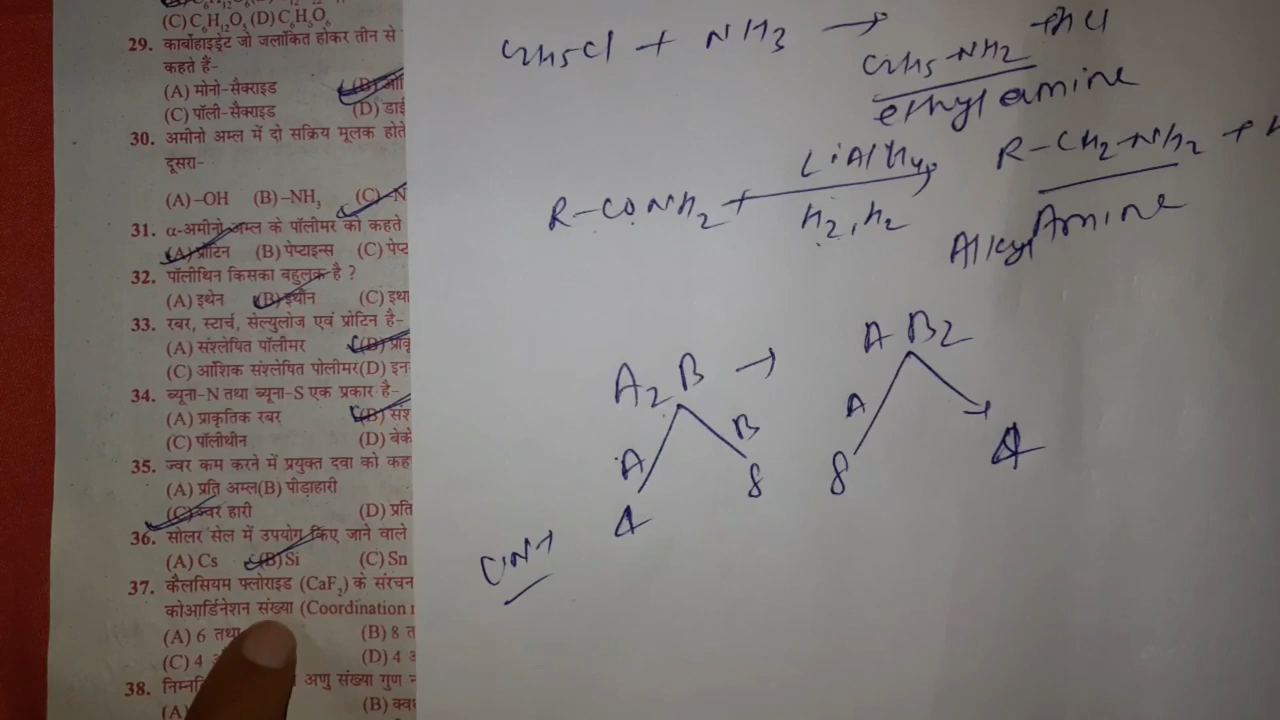 (C) C₆H₁₂O₅ (D) C₆H₅O₆
29. कार्बोहाइड्रेट जो जलांकित होकर तीन से
कहते हैं-
(A) मोनो-सैक्राइड
(C) पॉली-सैक्राइड (D) डाई
30. अमीनो अम्ल में दो सक्रिय मूलक होते
दूसरा-
(A) -OH (B) -NH₃ (C) -N
31. α-अमीनो अम्ल के पॉलीमर को कहते
(A) प्रोटिन (B) पेप्टाइन्स (C) पेप्ट
32. पॉलीथिन किसका बहुलक है ?
(A) इथेन (B) इथीन (C) इथा
33. रबर, स्टार्च, सेल्युलोज एवं प्रोटिन है-
(A) संश्लेषित पॉलीमर (B) प्राकृ
(C) आंशिक संश्लेषित पोलीमर (D) इन
34. ब्यूना-N तथा ब्यूना-S एक प्रकार है-
(A) प्राकृतिक रबर (B) संश
(C) पॉलीथीन (D) बेके
35. ज्वर कम करने में प्रयुक्त दवा को कह
(A) प्रति अम्ल (B) पीड़ाहारी
(C) ज्वर हारी (D) प्रति
36. सोलर सेल में उपयोग किए जाने वाले
(A) Cs (B) Si (C) Sn
37. कैलसियम फ्लोराइड (CaF₂) के संरचन
कोआर्डिनेशन संख्या (Coordination
(A) 6 तथा (B) 8 त
(C) 4 (D) 4
38. अणु संख्या गुण
(A) (B) क्व
C2H5Cl + NH3 → C2H5-NH2 + HCl
ethyl amine
R-CONH2 + LiAlH4 R-CH2-NH2 +
H2, H2
Alkyl Amine
A2B → AB2
A B A
4 8 8 4